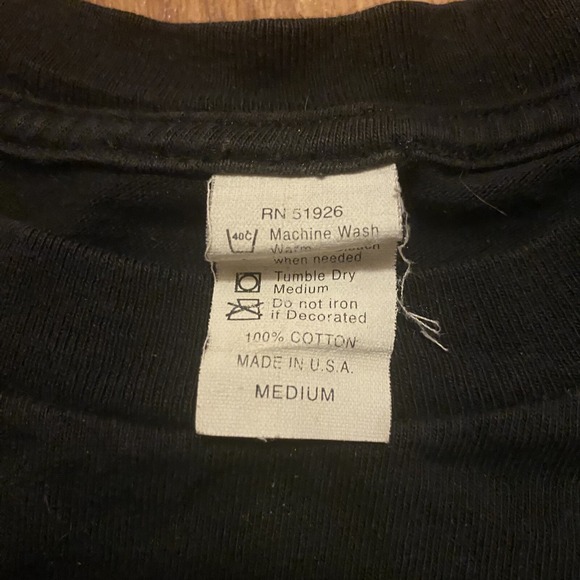 RN 51926
40C Machine Wash
when needed
Tumble Dry
Medium
Do not iron
if Decorated
100% COTTON
MADE IN U.S.A.
MEDIUM